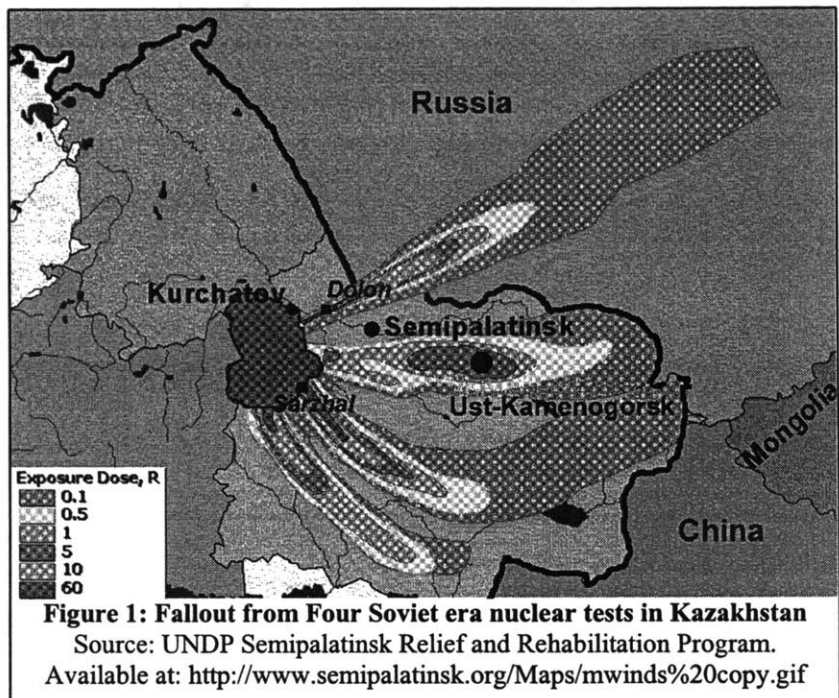 Russia
Kurchatov
Dolon
Semipalatinsk
Sarzhal
Ust-Kamenogorsk
Mongolia
China
Exposure Dose, R
0.1
0.5
1
5
10
60
Figure 1: Fallout from Four Soviet era nuclear tests in Kazakhstan
Source: UNDP Semipalatinsk Relief and Rehabilitation Program.
Available at: http://www.semipalatinsk.org/Maps/mwinds%20copy.gif